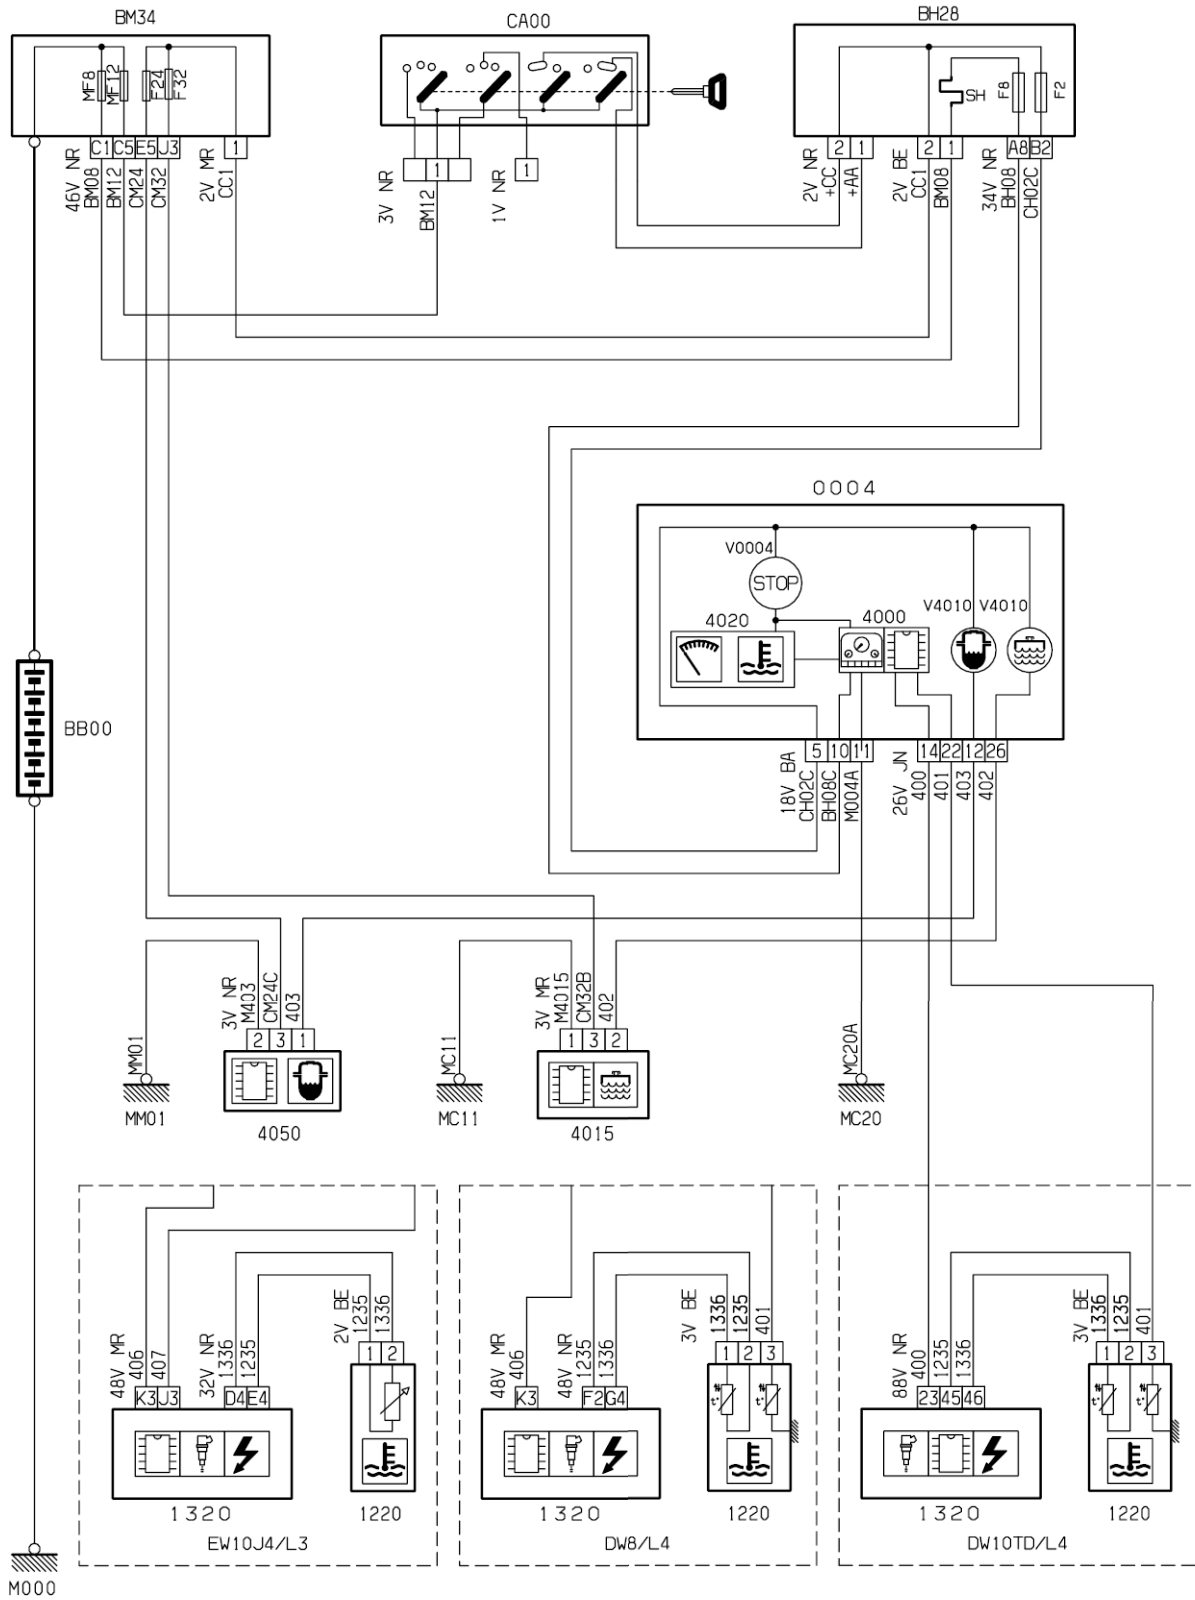 BM34
CA00
BH28
MF8
MF12
F24
F32
SH
F8
F2
C1 C5 E5 J3
1
46V NR
BM08
BM12
CM24
CM32
2V MR
CC1
1
3V NR
BM12
1
1V NR
2 1
2 1
A8 B2
2V NR
+CC
+AA
2V BE
CC1
BM08
34V NR
BH08
CH02C
0004
V0004
STOP
4020
4000
V4010 V4010
BB00
5 10 11
14 22 12 26
18V BA
CH02C
BH08C
M004A
26V JN
400
401
403
402
3V NR
M403
CM24C
403
2 3 1
MM01
MM01
4050
3V MR
M4015
CM32B
402
1 3 2
MC11
MC11
4015
MC20A
MC20
48V MR
406
407
32V NR
1336
1235
2V BE
1235
1336
K3 J3
D4 E4
1 2
1320
1220
EW10J4/L3
48V MR
406
48V NR
1235
1336
3V BE
1336
1235
401
K3
F2 G4
1 2 3
t°
t°
1320
1220
DW8/L4
88V NR
400
1235
1336
3V BE
1336
1235
401
23 45 46
1 2 3
t°
t°
1320
1220
DW10TD/L4
M000